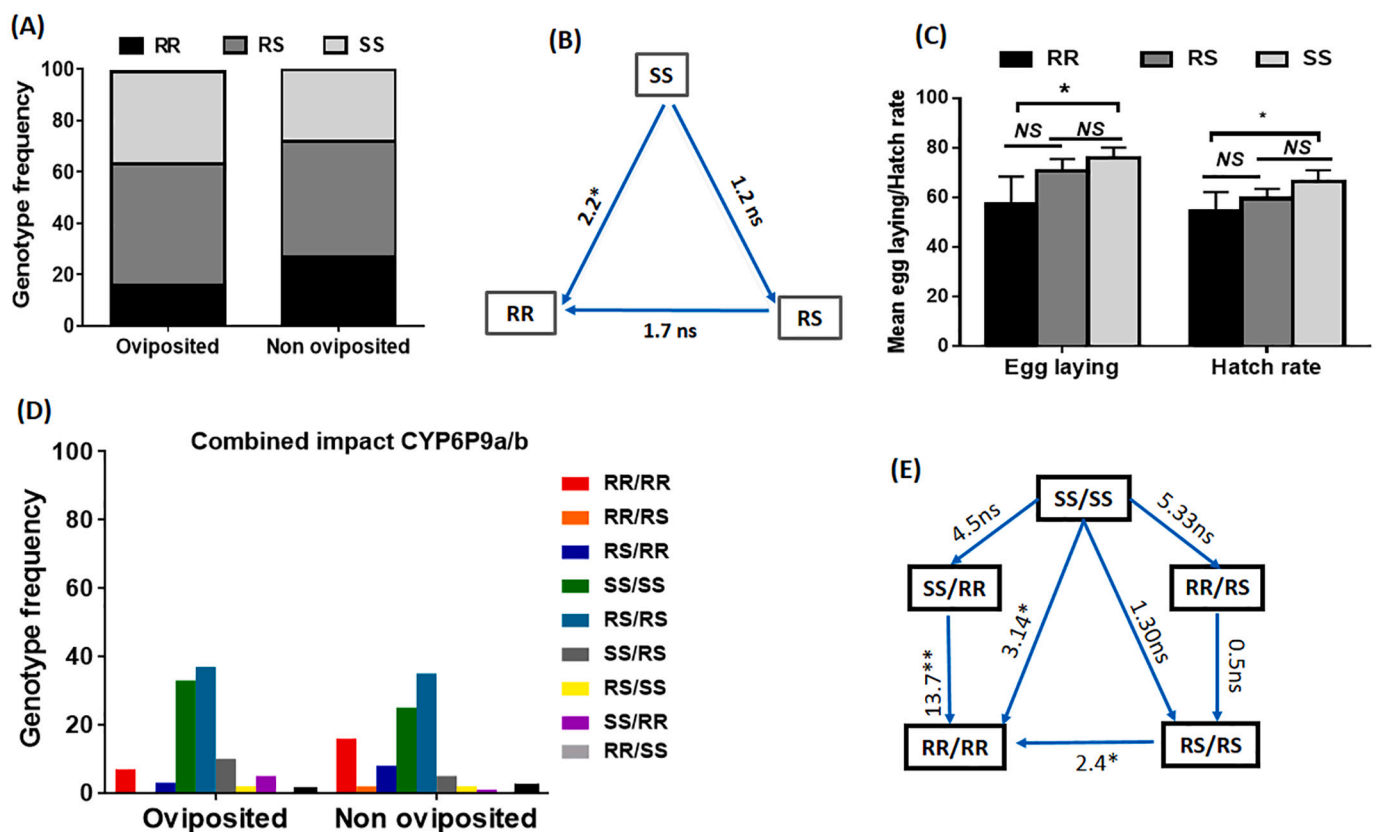 (A)
RR RS SS
Genotype frequency
100
80
60
40
20
0
Oviposited Non oviposited
(B)
SS
2.2*
1.2 ns
RR
RS
1.7 ns
(C)
RR RS SS
Mean egg laying/Hatch rate
100
80
60
40
20
0
* *
NS NS NS NS
Egg laying Hatch rate
(D)
Combined impact CYP6P9a/b
Genotype frequency
100
80
60
40
20
0
Oviposited Non oviposited
RR/RR
RR/RS
RS/RR
SS/SS
RS/RS
SS/RS
RS/SS
SS/RR
RR/SS
(E)
SS/SS
4.5ns
5.33ns
SS/RR
RR/RS
13.7**
3.14*
1.30ns
0.5ns
RR/RR
RS/RS
2.4*